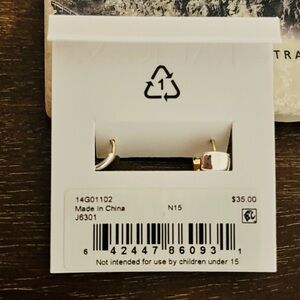 TRA
1
14G01102
Made in China N15 $35.00
J6301
6 42447 86093 1
Not intended for use by children under 15